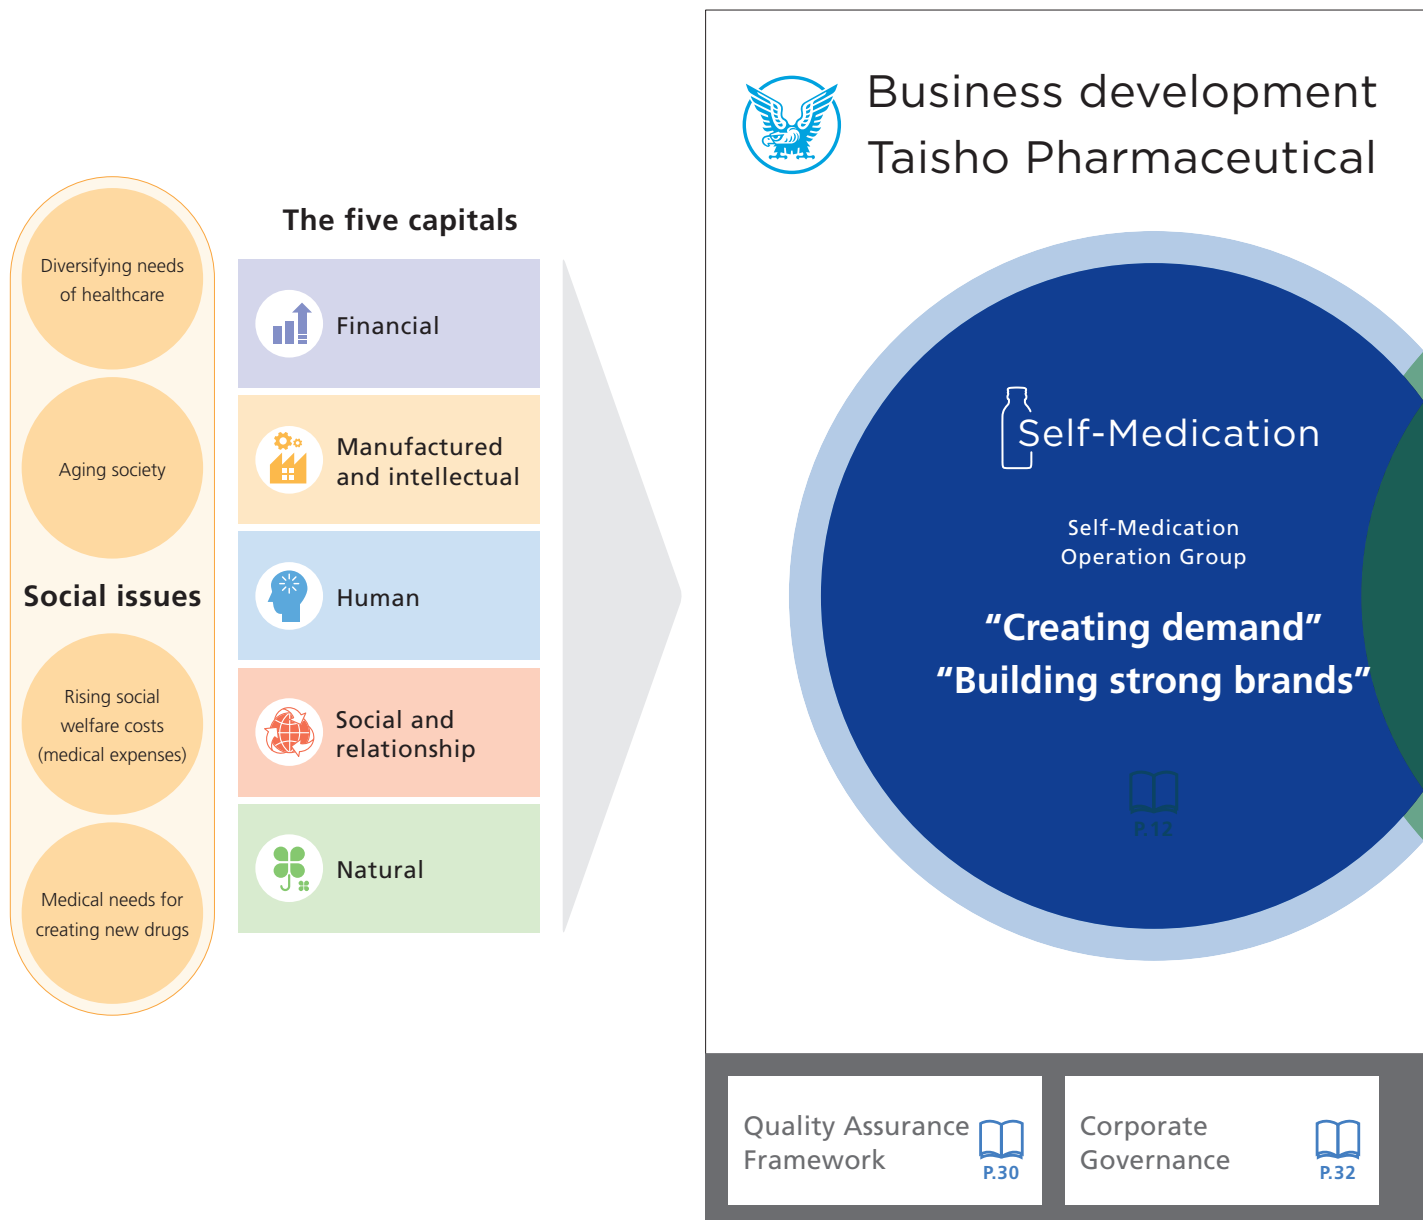 Diversifying needs
of healthcare
Aging society
Social issues
Rising social
welfare costs
(medical expenses)
Medical needs for
creating new drugs
The five capitals
Financial
Manufactured
and intellectual
Human
Social and
relationship
Natural
Business development
Taisho Pharmaceutical
Self-Medication
Self-Medication
Operation Group
“Creating demand”
“Building strong brands”
P.12
Quality Assurance
Framework
P.30
Corporate
Governance
P.32